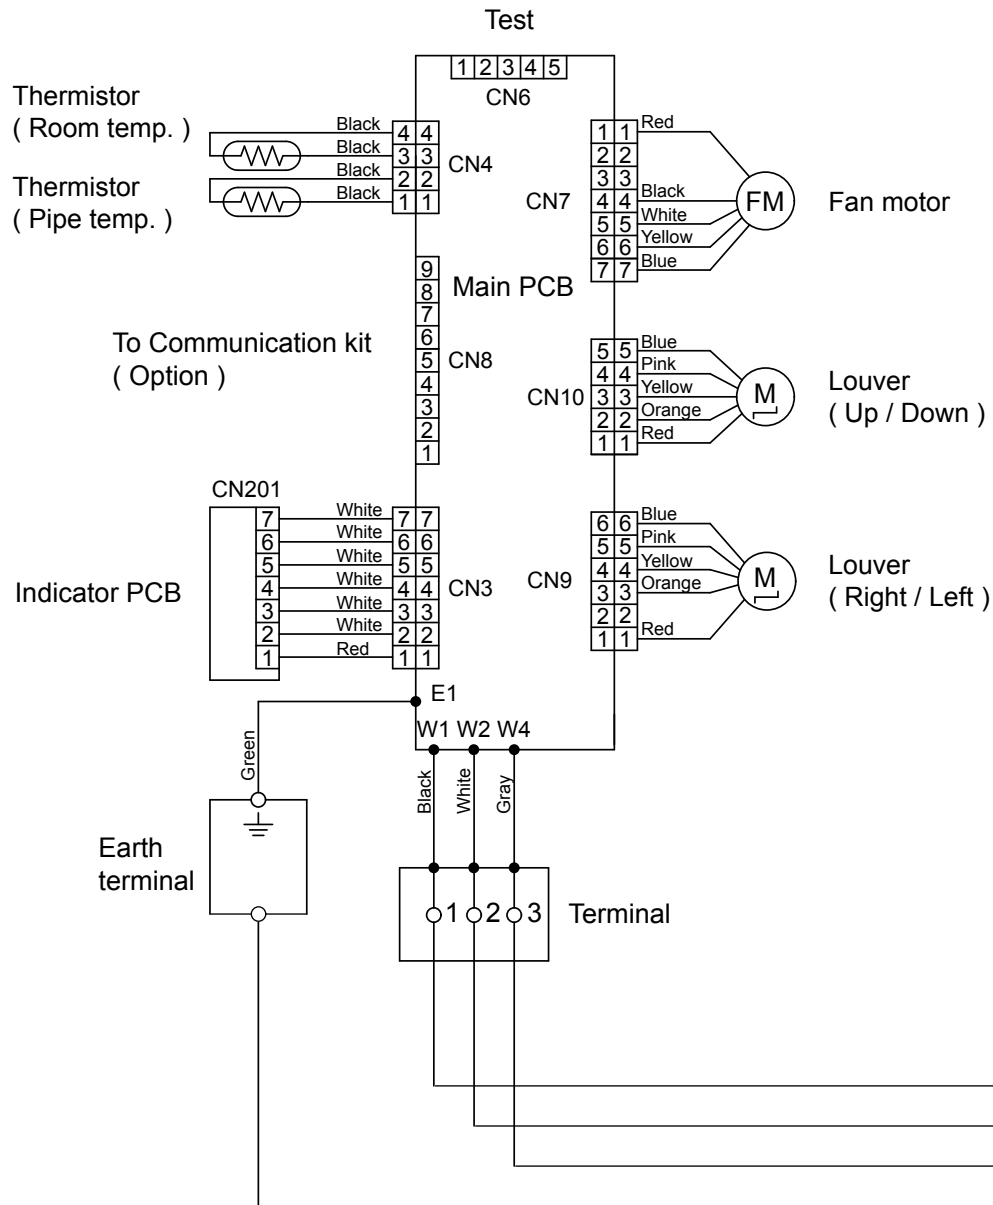 Test
1 2 3 4 5
CN6
Thermistor
( Room temp. )
Thermistor
( Pipe temp. )
Black 4 4
Black 3 3
Black 2 2
Black 1 1
CN4
CN7
1 1 Red
2 2
3 3
4 4 Black
5 5 White
6 6 Yellow
7 7 Blue
FM
Fan motor
Main PCB
To Communication kit
( Option )
9
8
7
6
5
4
3
2
1
CN8
CN10
5 5 Blue
4 4 Pink
3 3 Yellow
2 2 Orange
1 1 Red
M
Louver
( Up / Down )
CN201
Indicator PCB
7 White 7 7
6 White 6 6
5 White 5 5
4 White 4 4
3 White 3 3
2 White 2 2
1 Red 1 1
CN3
CN9
6 6 Blue
5 5 Pink
4 4 Yellow
3 3 Orange
2 2
1 1 Red
M
Louver
( Right / Left )
E1
W1 W2 W4
Green
Black
White
Gray
Earth
terminal
1 2 3
Terminal